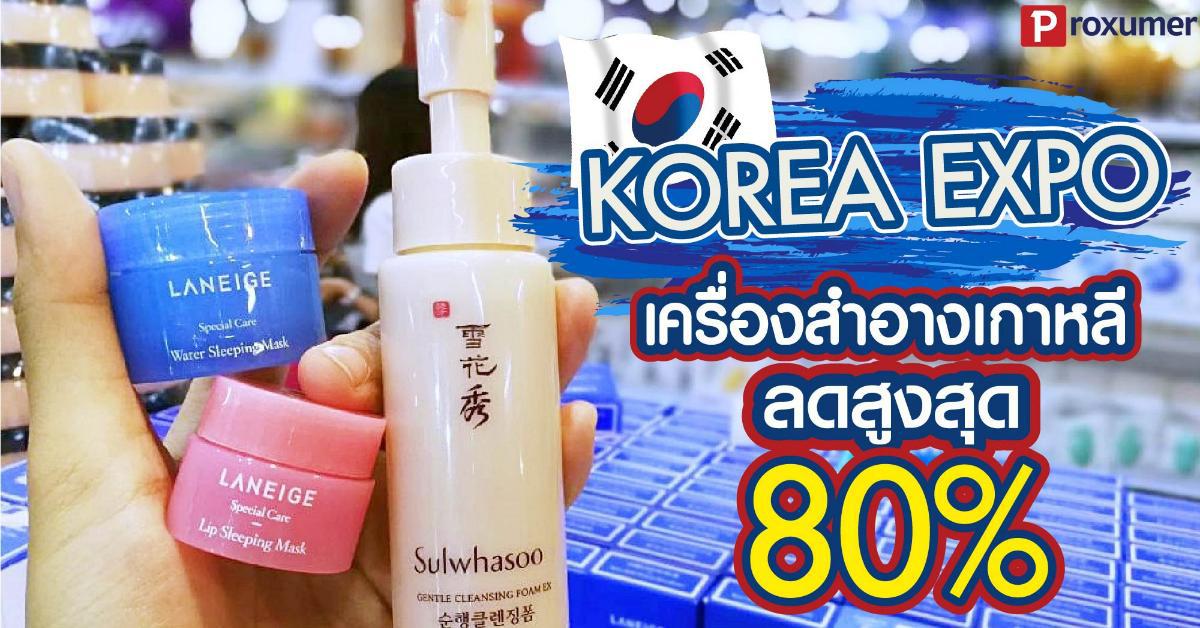 Proxumer
KOREA EXPO
เครื่องสำอางเกาหลี
ลดสูงสุด
80%
LANEIGE
Special Care
Water Sleeping Mask
LANEIGE
Special Care
Lip Sleeping Mask
雪
花
秀
Sulwhasoo
GENTLE CLEANSING FOAM EX
순행클렌징폼